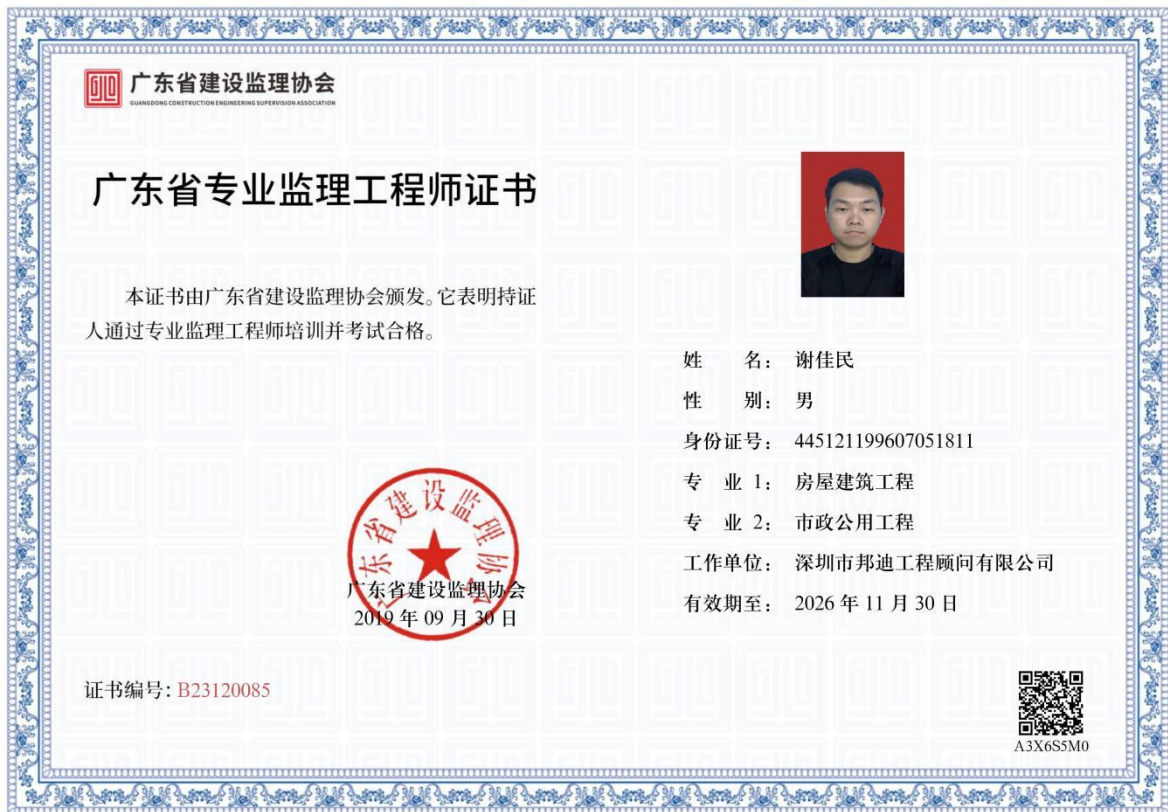 广东省建设监理协会
GUANGDONG CONSTRUCTION ENGINEERING SUPERVISION ASSOCIATION
广东省专业监理工程师证书
本证书由广东省建设监理协会颁发。它表明持证
人通过专业监理工程师培训并考试合格。
姓 名： 谢佳民
性 别： 男
身份证号： 445121199607051811
专 业 1： 房屋建筑工程
专 业 2： 市政公用工程
工作单位： 深圳市邦迪工程顾问有限公司
有效期至： 2026 年 11 月 30 日
广东省建设监理协会
广东省建设监理协会
2019 年 09 月 30 日
证书编号：B23120085
A3X6S5M0